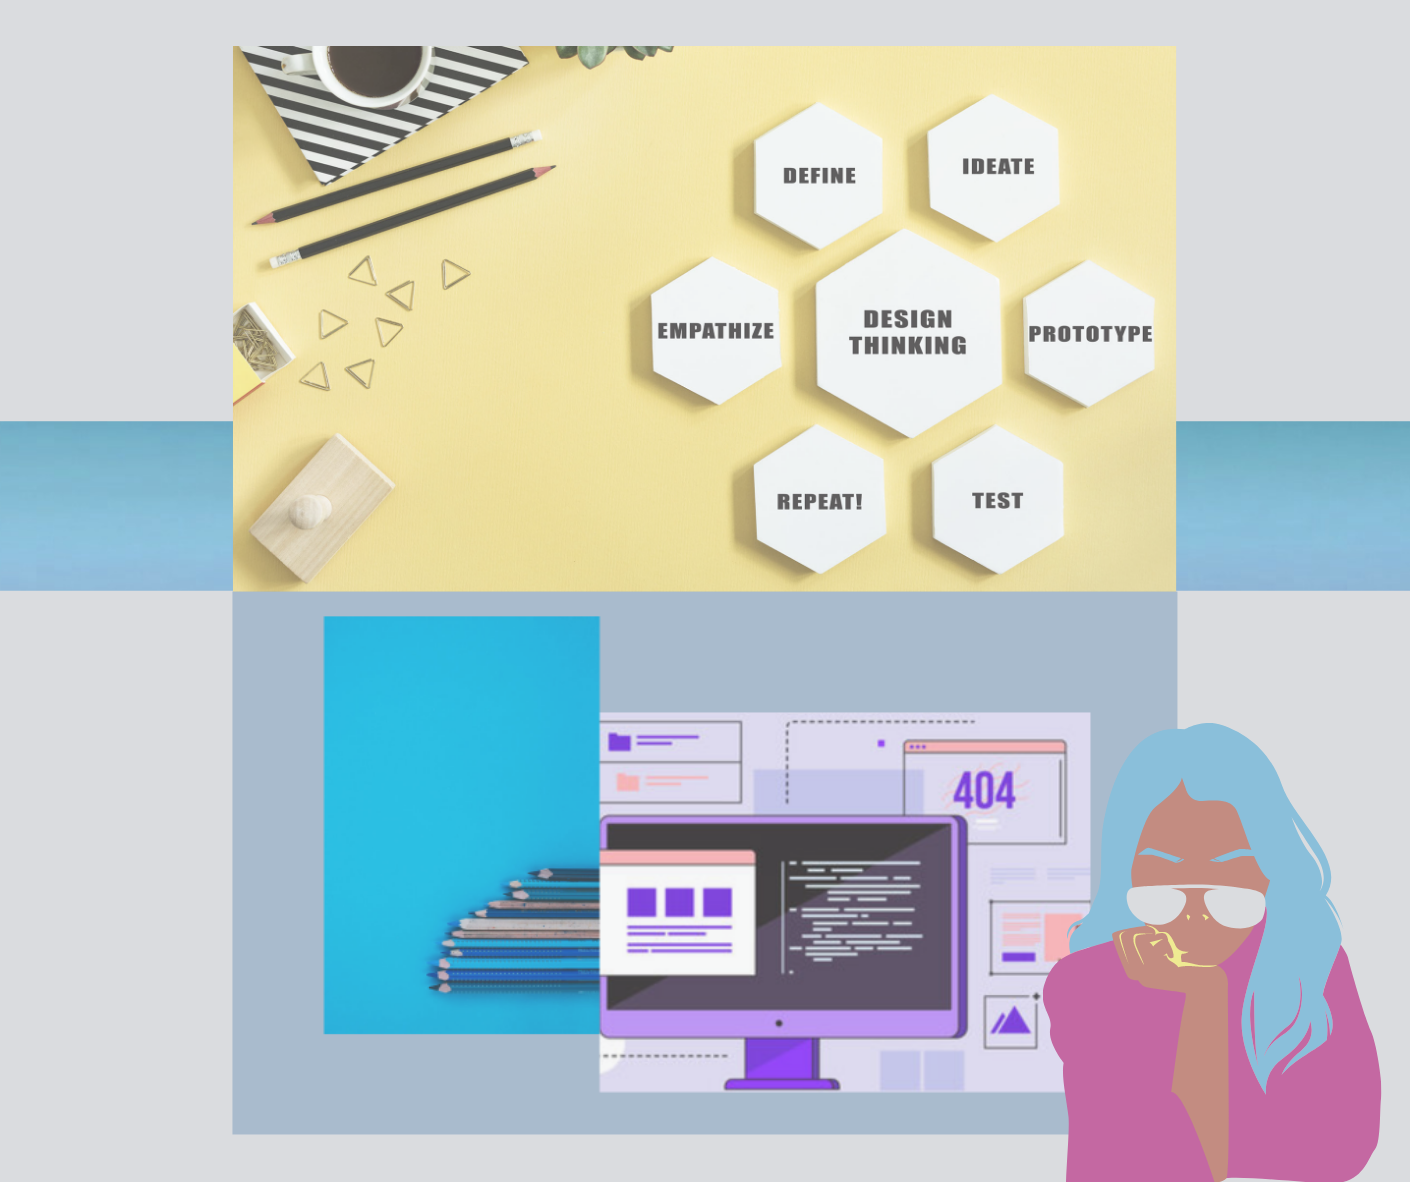 DEFINE
IDEATE
EMPATHIZE
DESIGN
THINKING
PROTOTYPE
REPEAT!
TEST
404